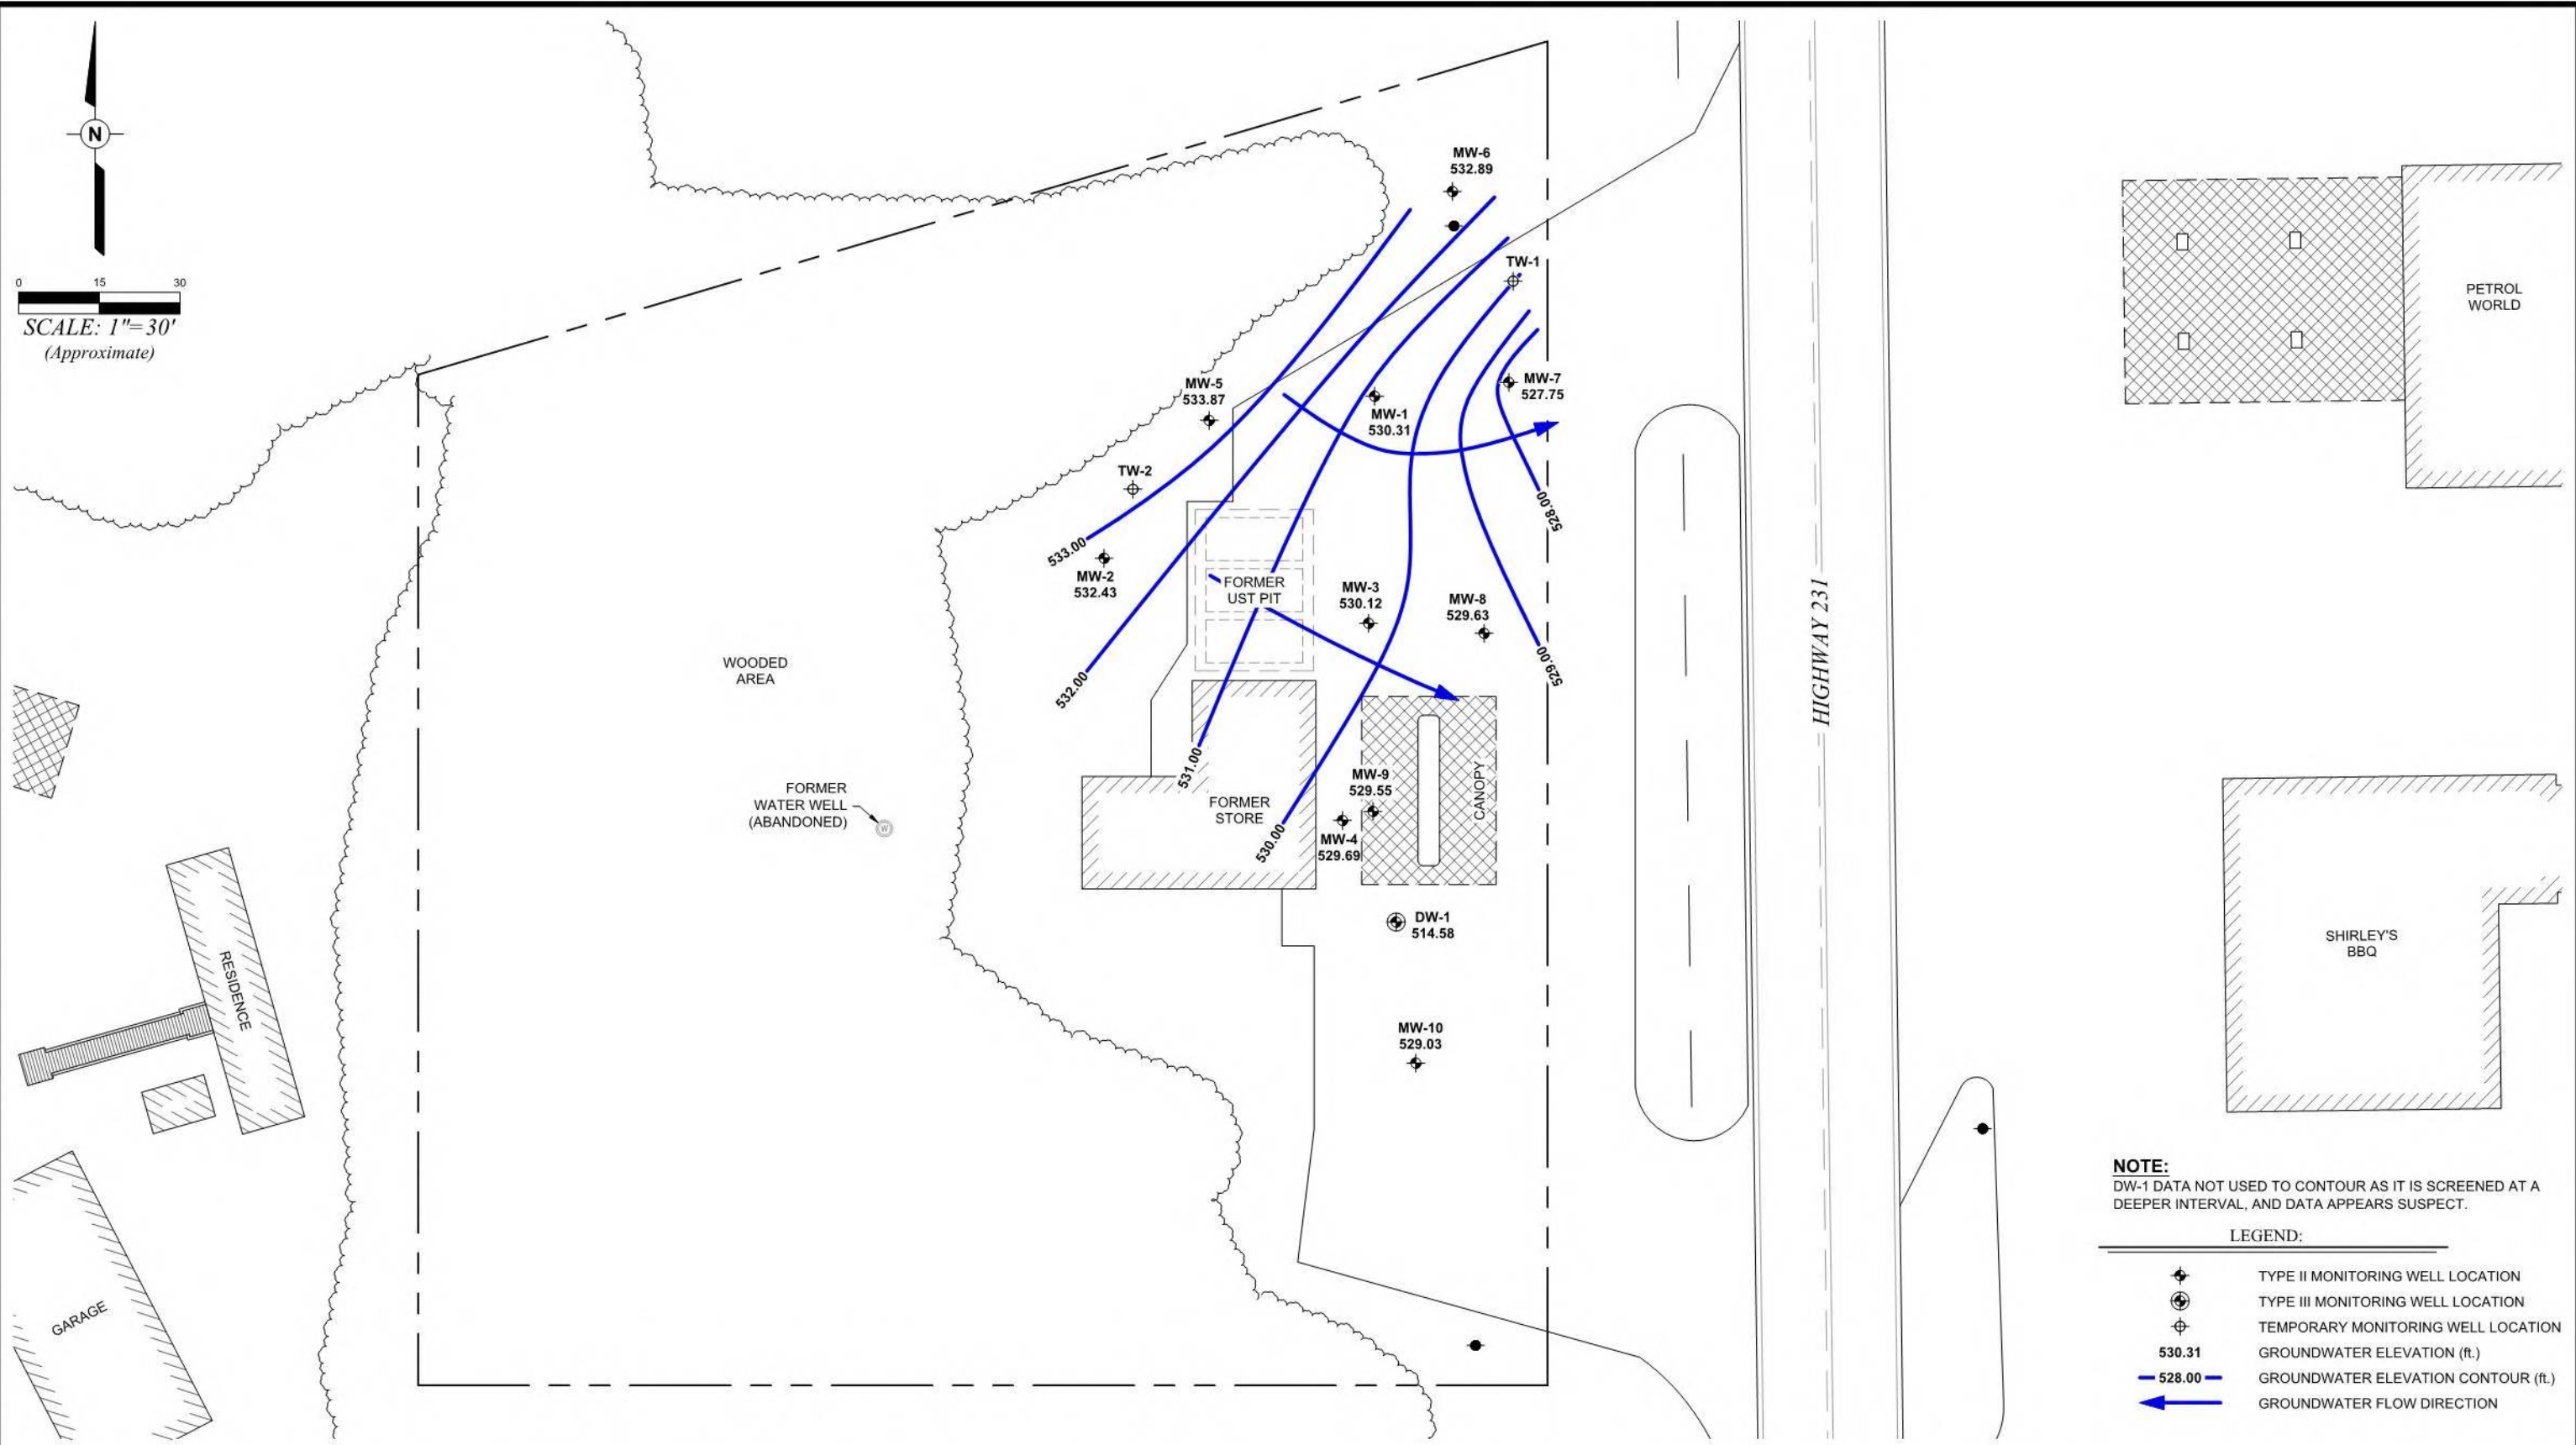 N
0 15 30
SCALE: 1"=30'
(Approximate)
MW-6
532.89
TW-1
MW-7
527.75
MW-5
533.87
MW-1
530.31
TW-2
528.00
533.00
MW-2
532.43
FORMER
UST PIT
MW-3
530.12
MW-8
529.63
529.00
532.00
WOODED
AREA
531.00
FORMER
WATER WELL
(ABANDONED)
W
FORMER
STORE
530.00
MW-9
529.55
MW-4
529.69
CANOPY
DW-1
514.58
MW-10
529.03
RESIDENCE
GARAGE
HIGHWAY 231
PETROL
WORLD
SHIRLEY'S
BBQ
NOTE:
DW-1 DATA NOT USED TO CONTOUR AS IT IS SCREENED AT A
DEEPER INTERVAL, AND DATA APPEARS SUSPECT.
LEGEND:
TYPE II MONITORING WELL LOCATION
TYPE III MONITORING WELL LOCATION
TEMPORARY MONITORING WELL LOCATION
530.31 GROUNDWATER ELEVATION (ft.)
528.00 GROUNDWATER ELEVATION CONTOUR (ft.)
GROUNDWATER FLOW DIRECTION